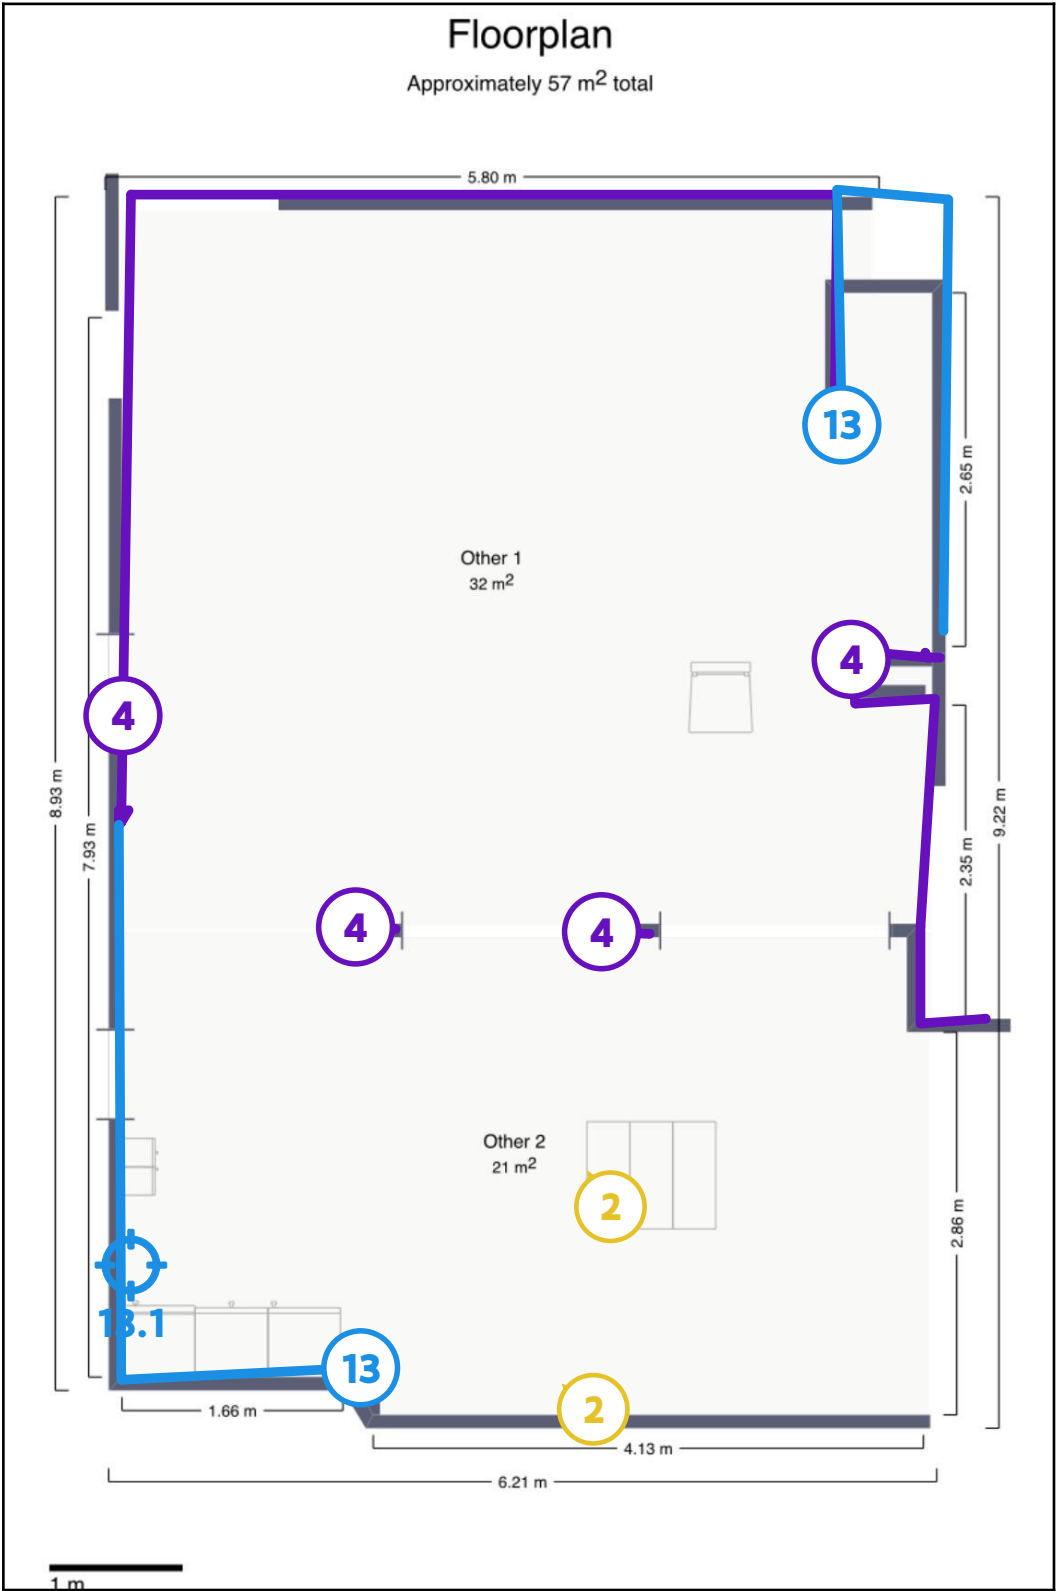 Floorplan
Approximately 57 m2 total
5.80 m
13
2.65 m
Other 1
32 m2
4
4
8.93 m
7.93 m
9.22 m
2.35 m
4
4
Other 2
21 m2
2
2.86 m
13.1
13
2
1.66 m
4.13 m
6.21 m
1 m